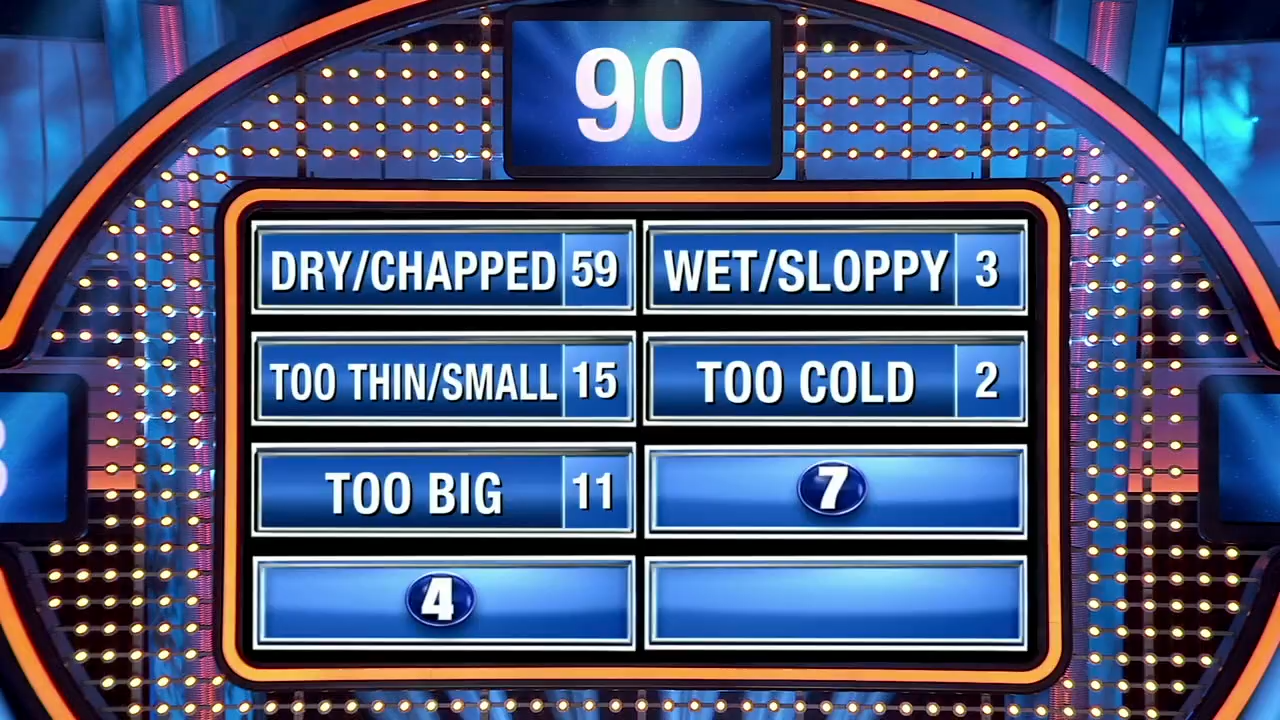 90
DRY/CHAPPED 59
WET/SLOPPY 3
TOO THIN/SMALL 15
TOO COLD 2
TOO BIG 11
7
4